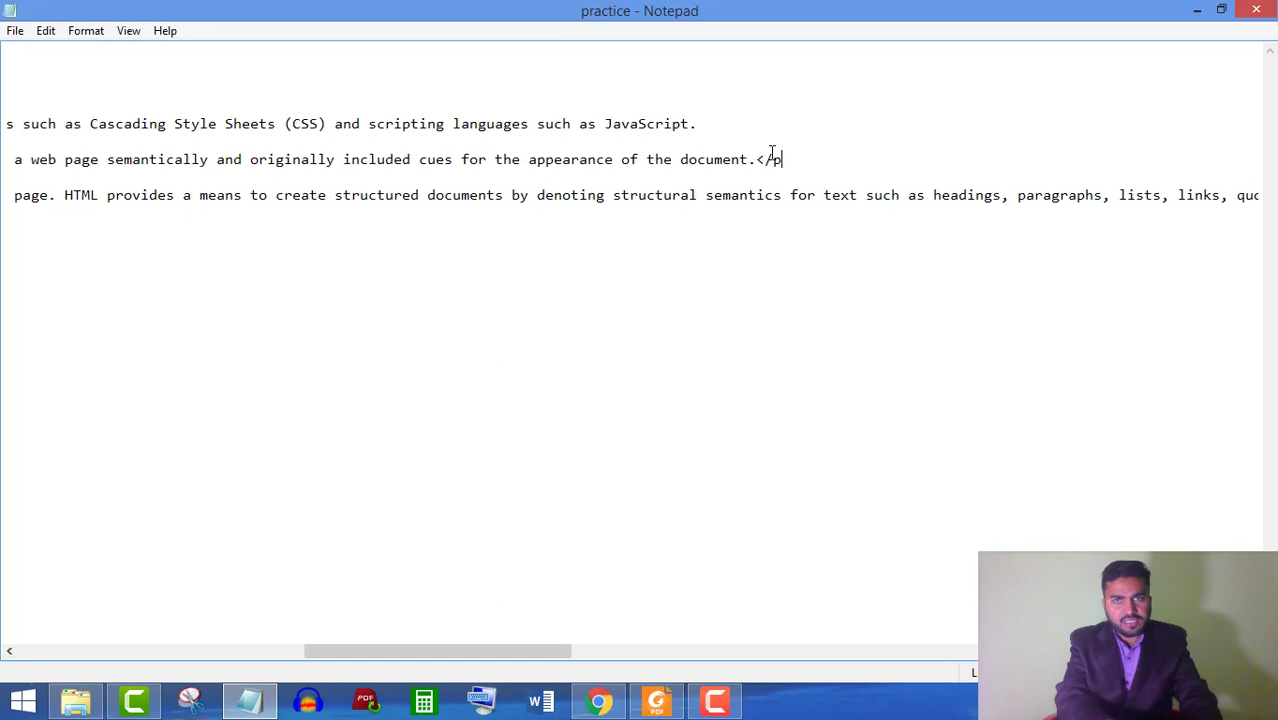 practice - Notepad
File Edit Format View Help
s such as Cascading Style Sheets (CSS) and scripting languages such as JavaScript.
a web page semantically and originally included cues for the appearance of the document.</p
page. HTML provides a means to create structured documents by denoting structural semantics for text such as headings, paragraphs, lists, links, quo
L
PDF
PDF